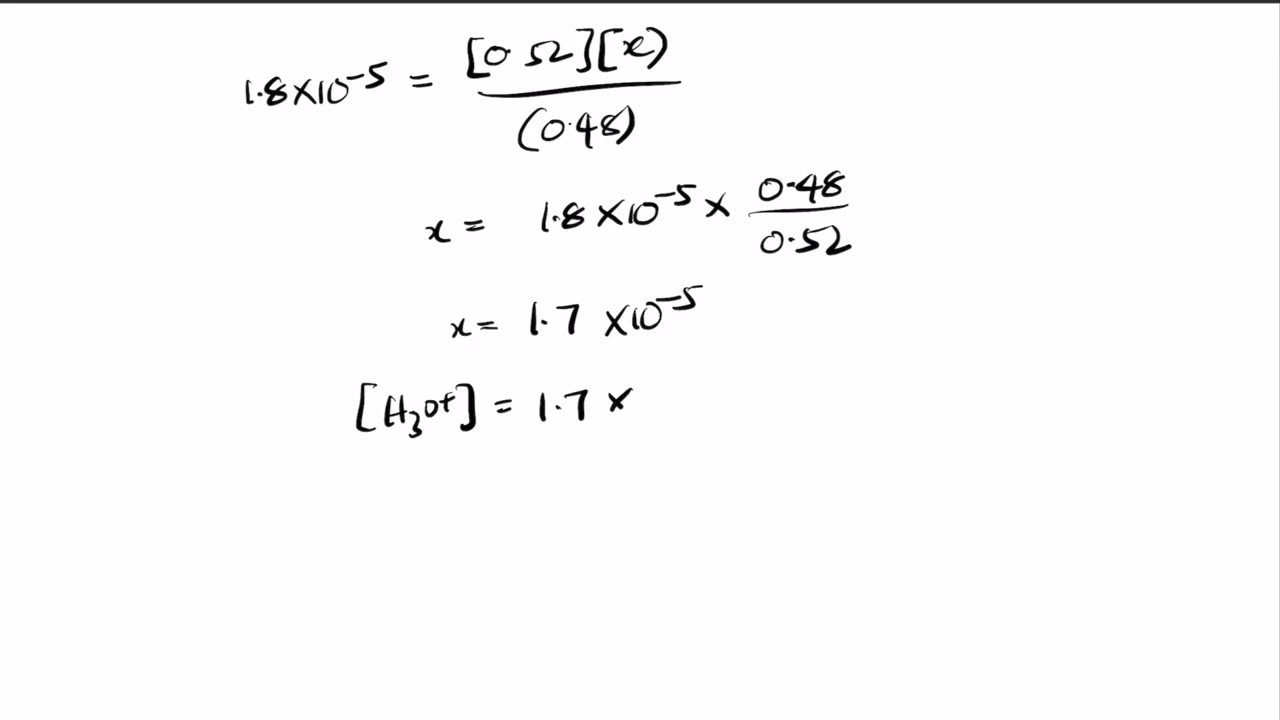 1.8×10⁻⁵ = [0.52][x) / (0.48)
x = 1.8×10⁻⁵ × 0.48 / 0.52
x = 1.7 ×10⁻⁵
[H₃O+] = 1.7 ×